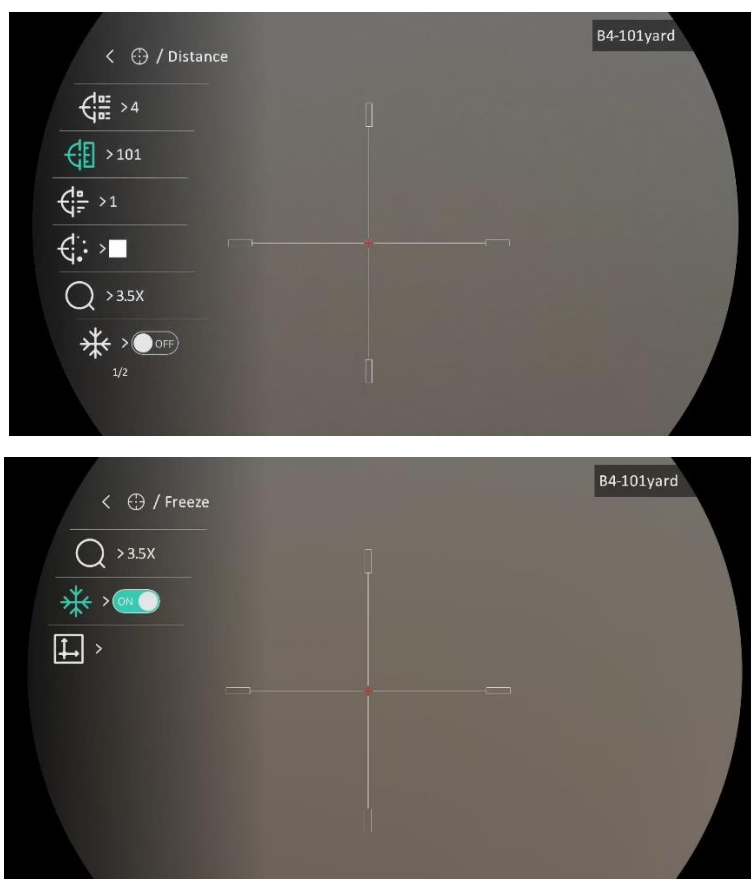 B4-101yard
< / Distance
>4
>101
>1
>
>3.5X
> OFF
1/2
B4-101yard
< / Freeze
>3.5X
> ON
>